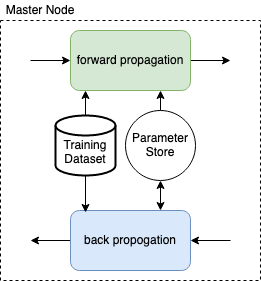 Master Node
forward propagation
Training
Dataset
Parameter
Store
back propogation